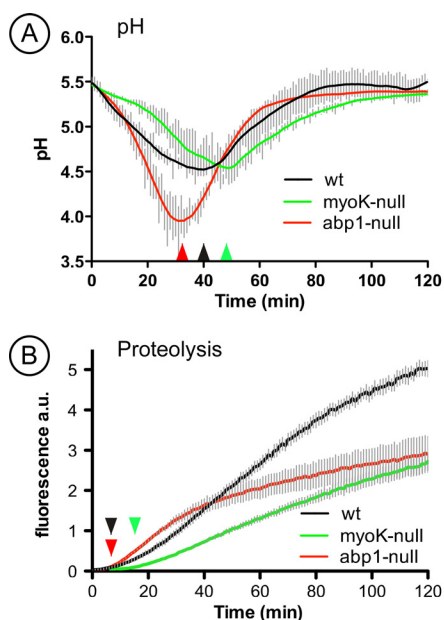 A pH
6.0
5.5
5.0
4.5
4.0
3.5
pH
wt
myoK-null
abp1-null
0 20 40 60 80 100 120
Time (min)
B Proteolysis
5
4
3
2
1
0
fluorescence a.u.
wt
myoK-null
abp1-null
0 20 40 60 80 100 120
Time (min)